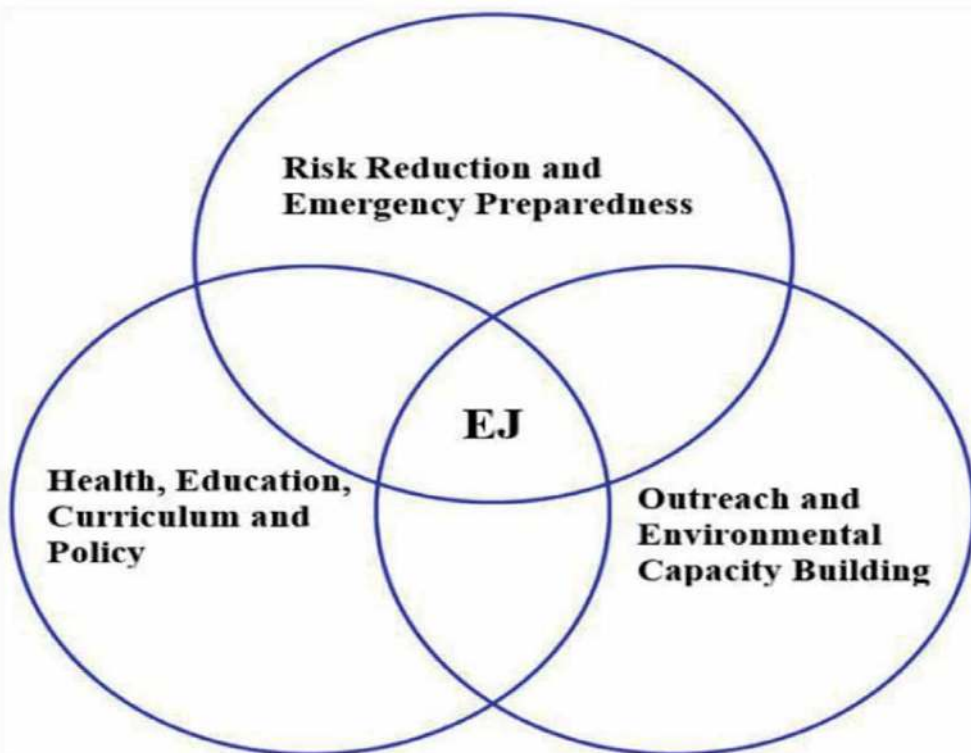 Risk Reduction and
Emergency Preparedness
EJ
Health, Education,
Curriculum and
Policy
Outreach and
Environmental
Capacity Building